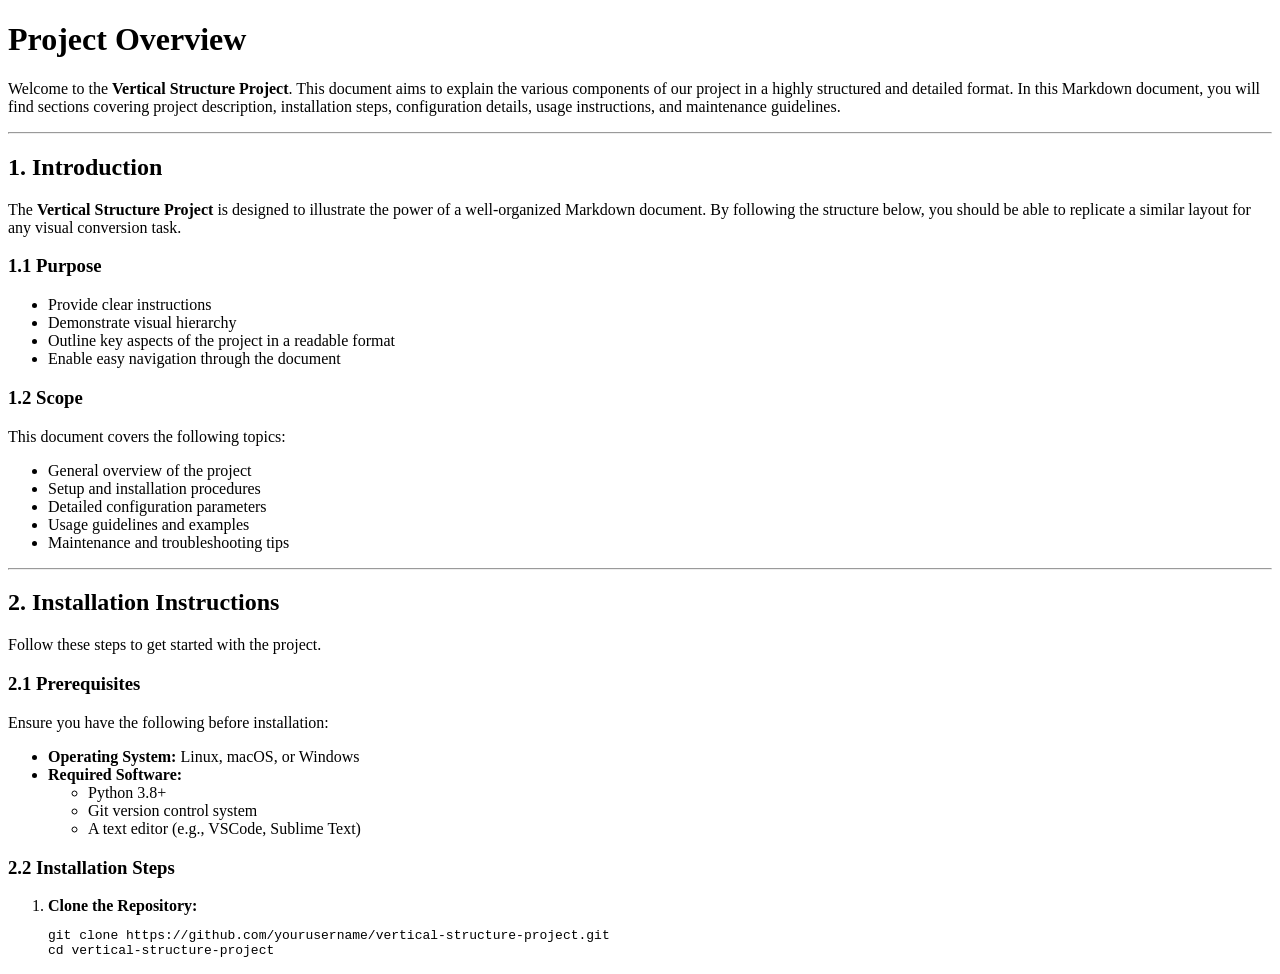 Project Overview
Welcome to the Vertical Structure Project. This document aims to explain the various components of our project in a highly structured and detailed format. In this Markdown document, you will
find sections covering project description, installation steps, configuration details, usage instructions, and maintenance guidelines.
1. Introduction
The Vertical Structure Project is designed to illustrate the power of a well-organized Markdown document. By following the structure below, you should be able to replicate a similar layout for
any visual conversion task.
1.1 Purpose
• Provide clear instructions
• Demonstrate visual hierarchy
• Outline key aspects of the project in a readable format
• Enable easy navigation through the document
1.2 Scope
This document covers the following topics:
• General overview of the project
• Setup and installation procedures
• Detailed configuration parameters
• Usage guidelines and examples
• Maintenance and troubleshooting tips
2. Installation Instructions
Follow these steps to get started with the project.
2.1 Prerequisites
Ensure you have the following before installation:
• Operating System: Linux, macOS, or Windows
• Required Software:
◦ Python 3.8+
◦ Git version control system
◦ A text editor (e.g., VSCode, Sublime Text)
2.2 Installation Steps
1. Clone the Repository:
git clone https://github.com/yourusername/vertical-structure-project.git
cd vertical-structure-project